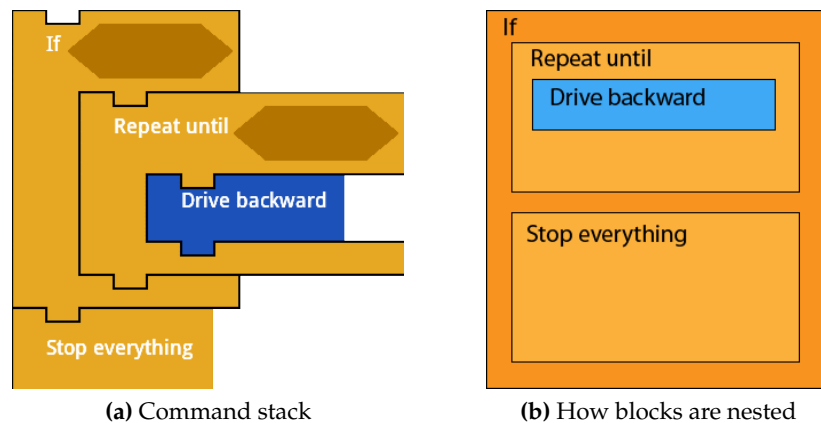 If
Repeat until
Drive backward
Stop everything
(a) Command stack
If
Repeat until
Drive backward
Stop everything
(b) How blocks are nested